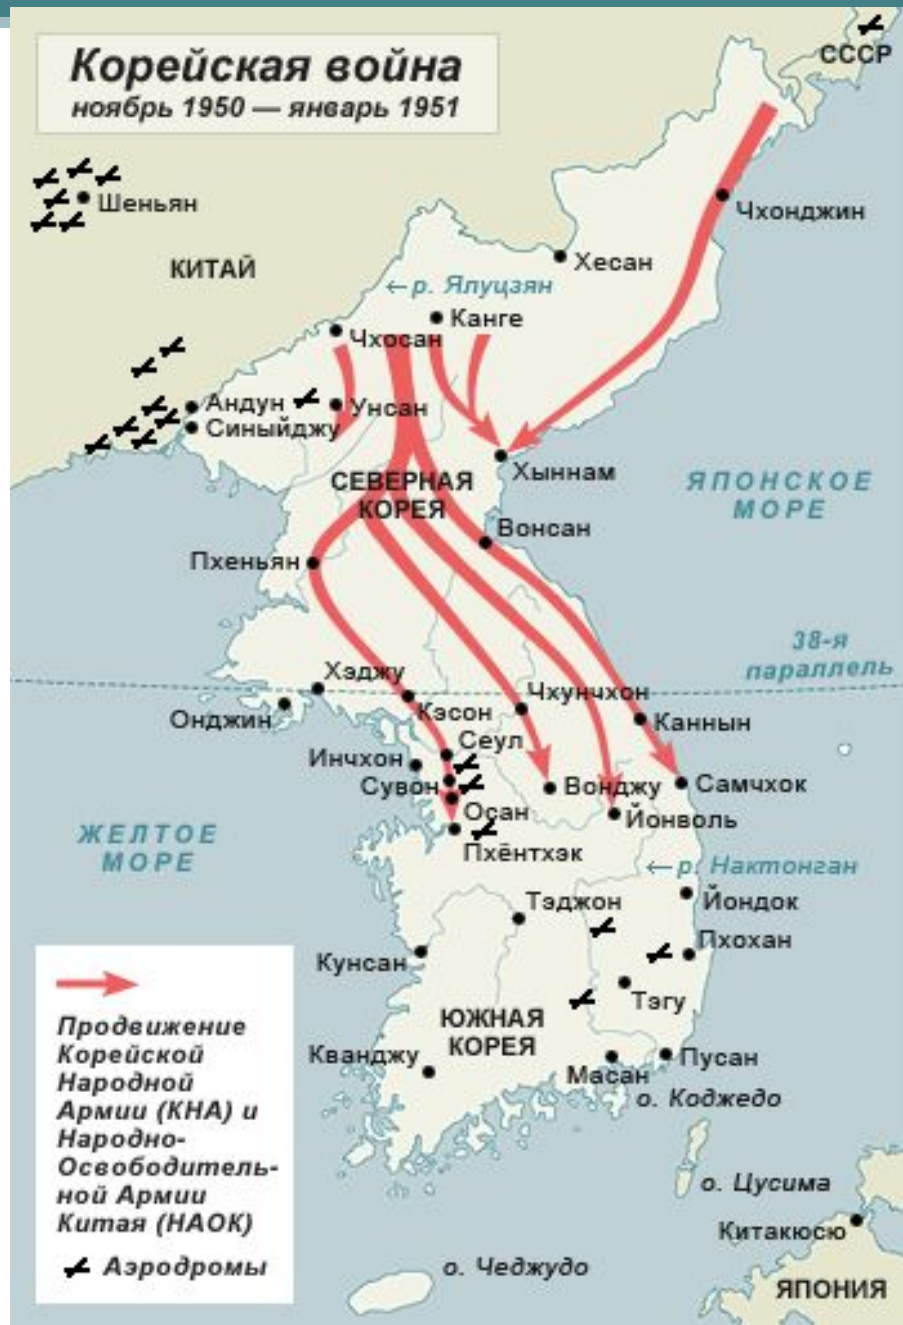 Корейская война
ноябрь 1950 — январь 1951
СССР
Шеньян
Чхонджин
КИТАЙ
Хесан
←р. Ялуцзян
Канге
Чхосан
Андун
Унсан
Синыйджу
Хыннам
СЕВЕРНАЯ
КОРЕЯ
ЯПОНСКОЕ
МОРЕ
Вонсан
Пхеньян
38-я
параллель
Хэджу
Чхунчхон
Онджин
Кэсон
Каннын
Сеул
Инчхон
Сувон
Вонджу
Самчхок
Осан
Йонволь
ЖЕЛТОЕ
МОРЕ
Пхёнтхэк
←р. Нактонган
Тэджон
Йондок
Пхохан
Кунсан
Тэгу
ЮЖНАЯ
КОРЕЯ
Кванджу
Пусан
Масан
о. Коджедо
Продвижение
Корейской
Народной
Армии (КНА) и
Народно-
Освободитель-
ной Армии
Китая (НАОК)
Аэродромы
о. Цусима
Китакюсю
о. Чеджудо
ЯПОНИЯ